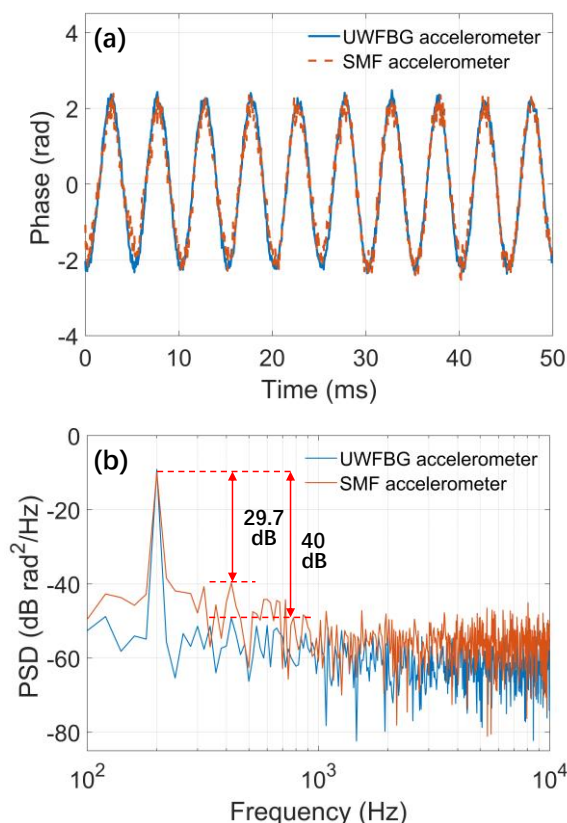 (a)
UWFBG accelerometer
SMF accelerometer
4
2
0
-2
-4
Phase (rad)
0 10 20 30 40 50
Time (ms)
(b)
UWFBG accelerometer
SMF accelerometer
29.7
dB
40
dB
0
-20
-40
-60
-80
PSD (dB rad²/Hz)
10² 10³ 10⁴
Frequency (Hz)